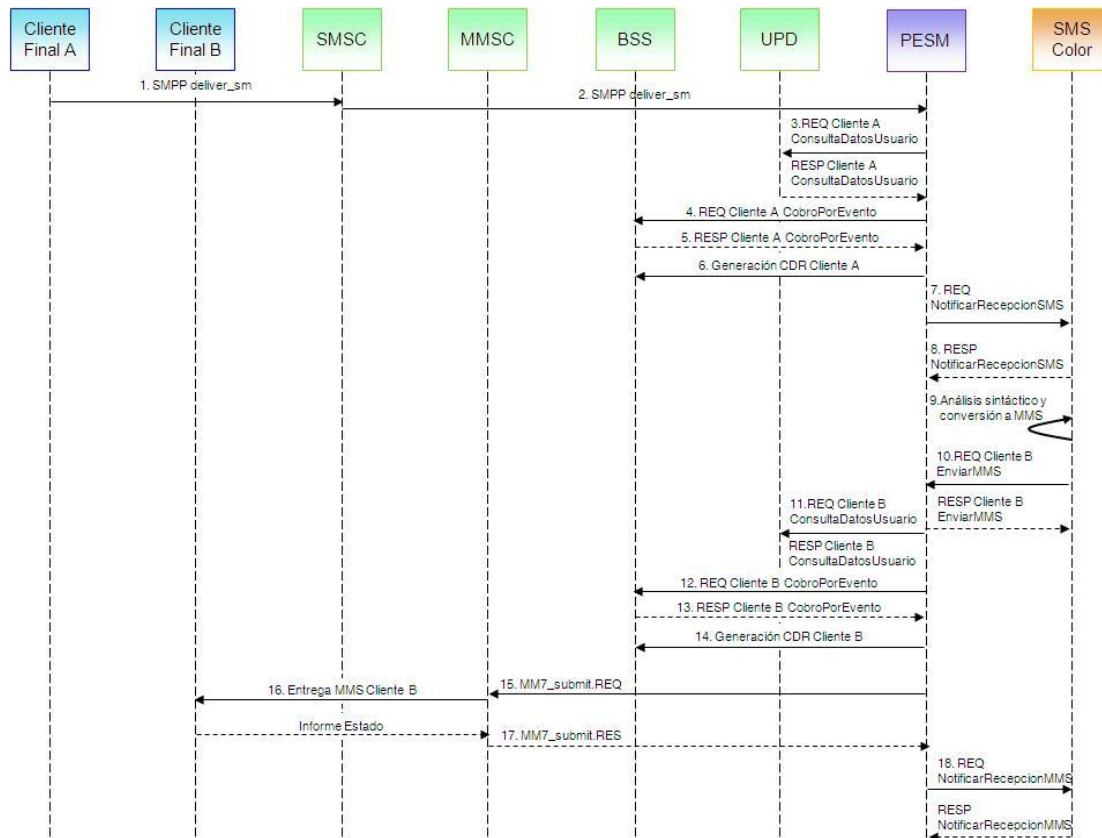 Cliente
Final A
Cliente
Final B
SMSC
MMSC
BSS
UPD
PESM
SMS
Color
1. SMPP deliver_sm
2. SMPP deliver_sm
3.REQ Cliente A
ConsultaDatosUsuario
RESP Cliente A
ConsultaDatosUsuario
4. REQ Cliente A CobroPorEvento
5. RESP Cliente A CobroPorEvento
6. Generación CDR Cliente A
7. REQ
NotificarRecepcionSMS
8. RESP
NotificarRecepcionSMS
9.Análisis sintáctico y
conversión a MMS
10.REQ Cliente B
EnviarMMS
RESP Cliente B
EnviarMMS
11.REQ Cliente B
ConsultaDatosUsuario
RESP Cliente B
ConsultaDatosUsuario
12. REQ Cliente B CobroPorEvento
13. RESP Cliente B CobroPorEvento
14. Generación CDR Cliente B
15. MM7_submit.REQ
16. Entrega MMS Cliente B
Informe Estado
17. MM7_submit.RES
18. REQ
NotificarRecepcionMMS
RESP
NotificarRecepcionMMS